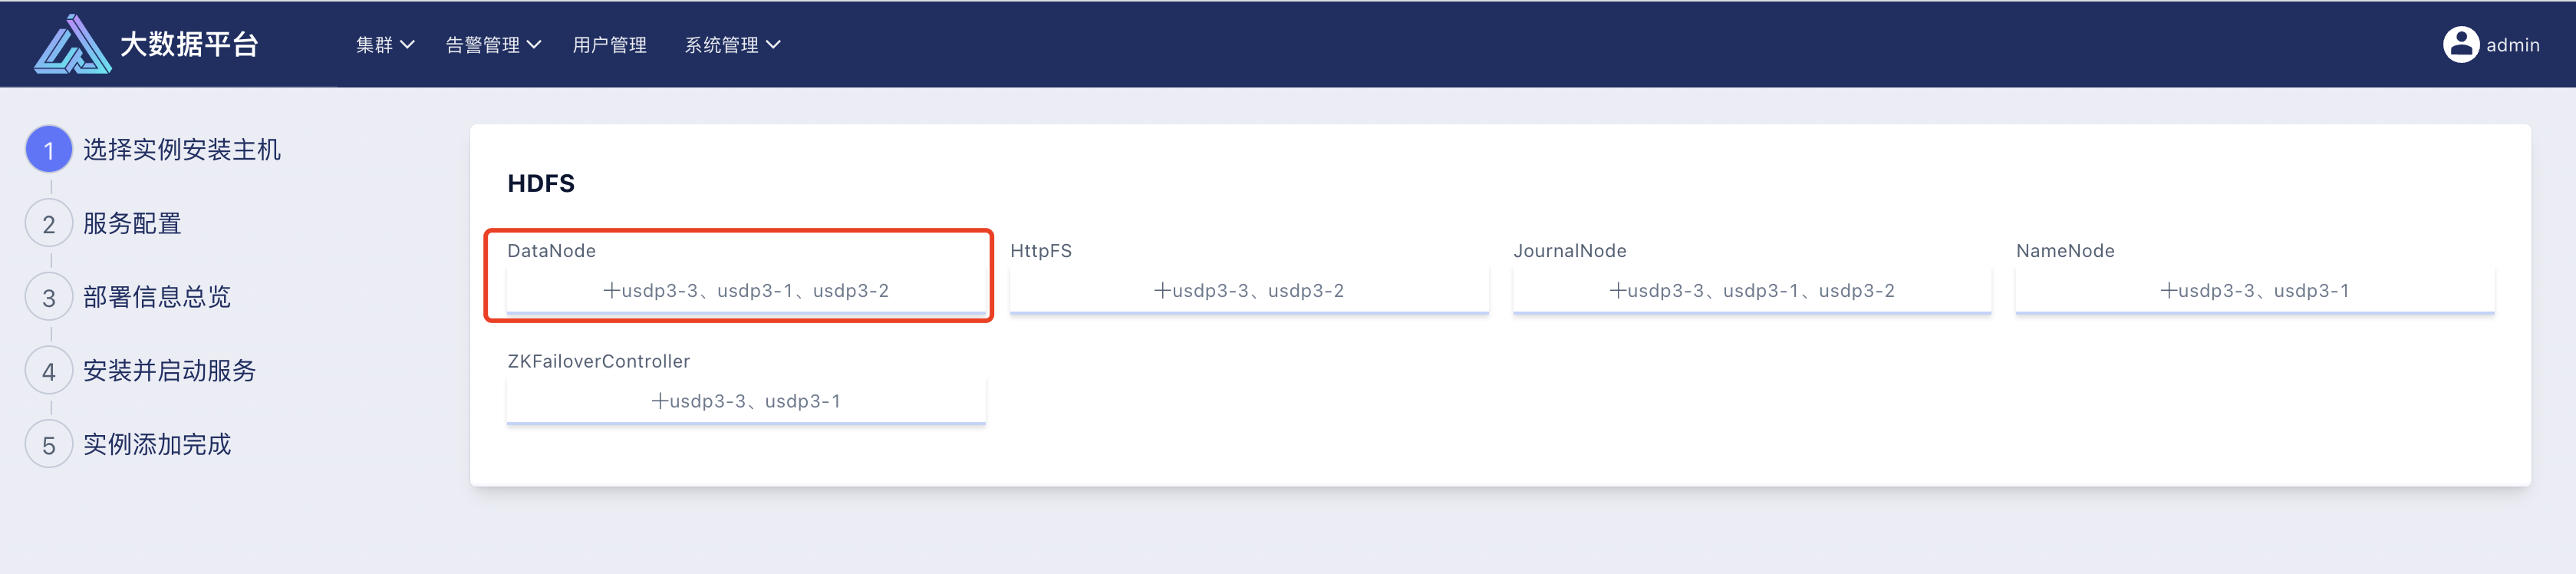 大数据平台 集群 告警管理 用户管理 系统管理 admin
1 选择实例安装主机
2 服务配置
3 部署信息总览
4 安装并启动服务
5 实例添加完成
HDFS
DataNode HttpFS JournalNode NameNode
+usdp3-3、usdp3-1、usdp3-2 +usdp3-3、usdp3-2 +usdp3-3、usdp3-1、usdp3-2 +usdp3-3、usdp3-1
ZKFailoverController
+usdp3-3、usdp3-1